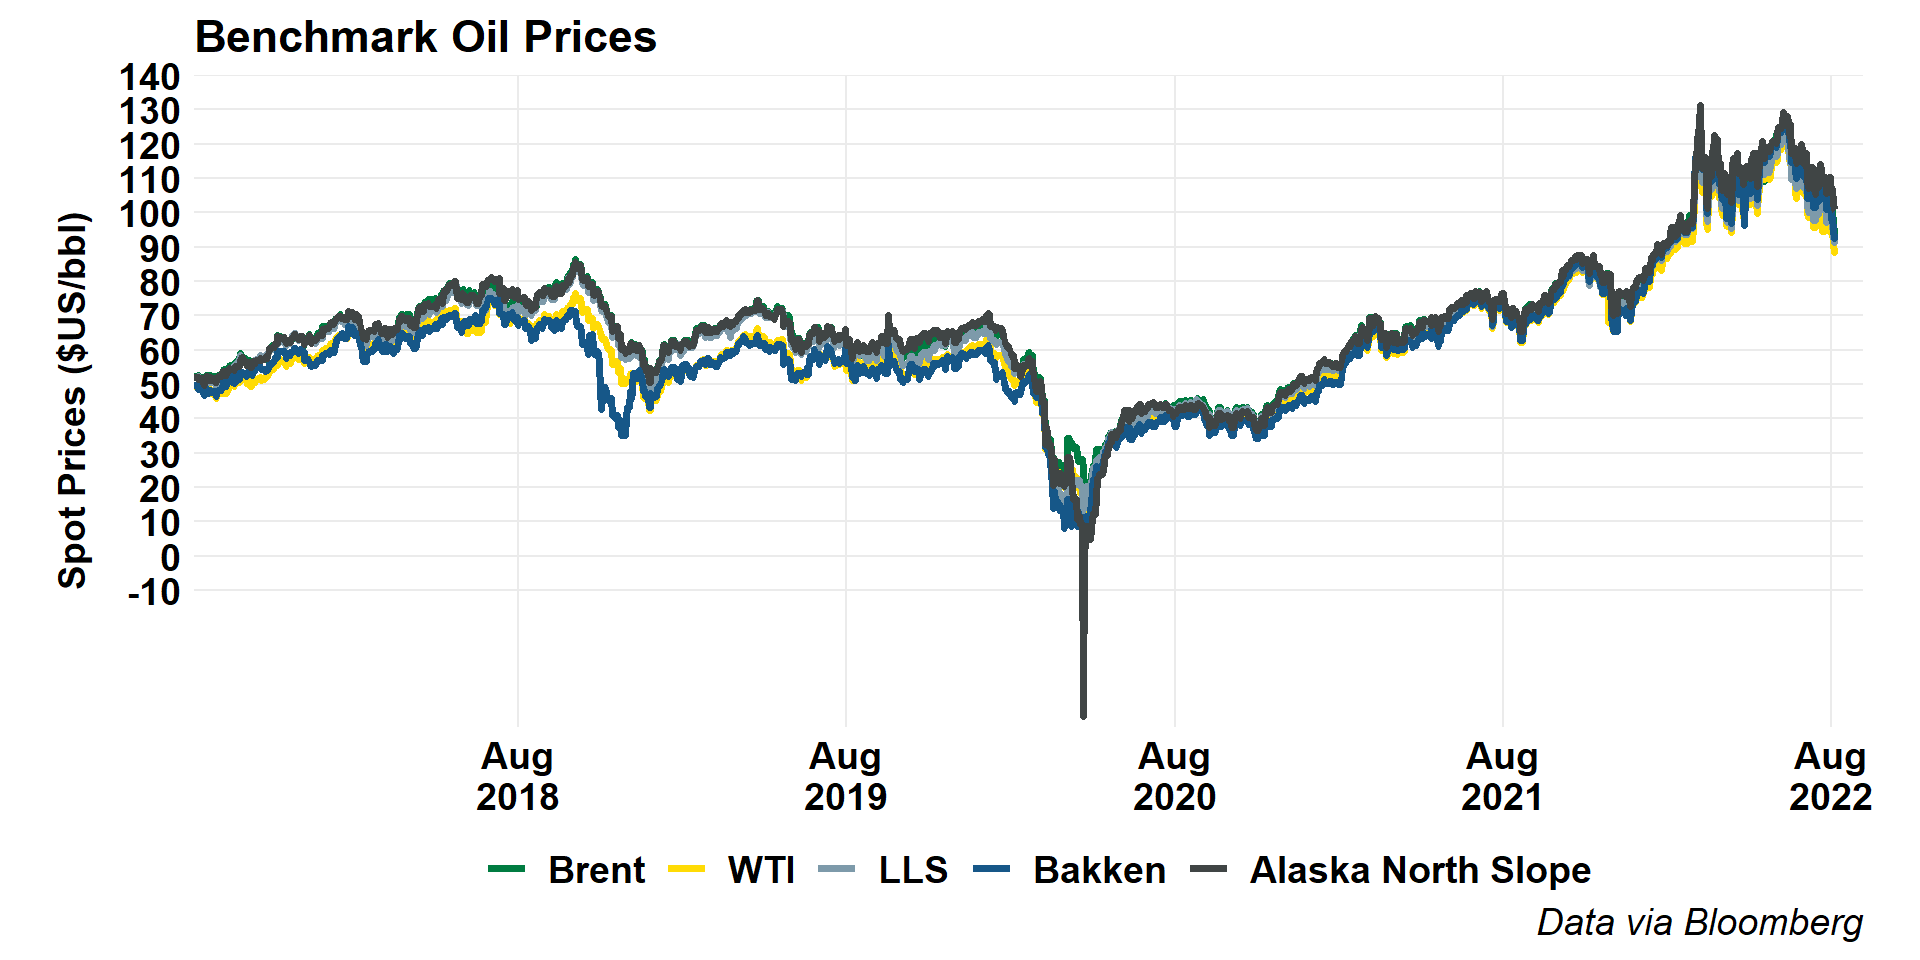 Benchmark Oil Prices
140
130
120
110
100
90
80
70
60
50
40
30
20
10
0
-10
Spot Prices ($US/bbl)
Aug
2018
Aug
2019
Aug
2020
Aug
2021
Aug
2022
Brent WTI LLS Bakken Alaska North Slope
Data via Bloomberg